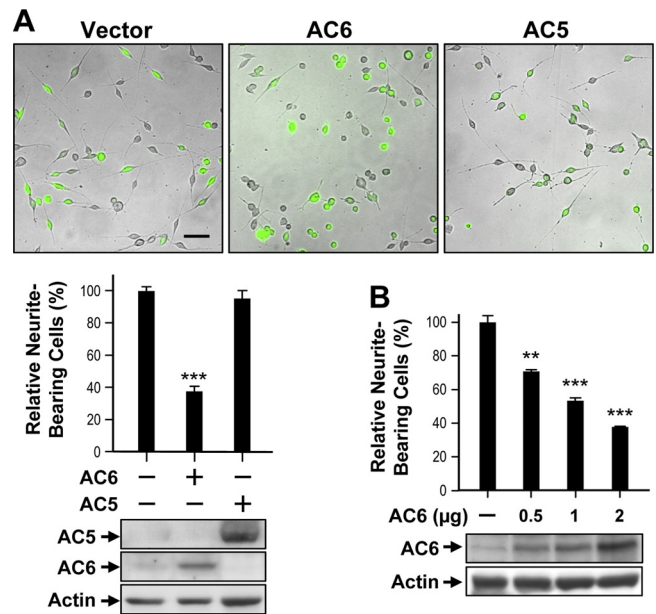 A
Vector AC6 AC5
Relative Neurite-
Bearing Cells (%)
100
80
60
40
20
0
***
AC6 – + –
AC5 – – +
AC5
AC6
Actin
B
Relative Neurite-
Bearing Cells (%)
100
80
60
40
20
0
**
***
***
AC6 (µg) – 0.5 1 2
AC6
Actin